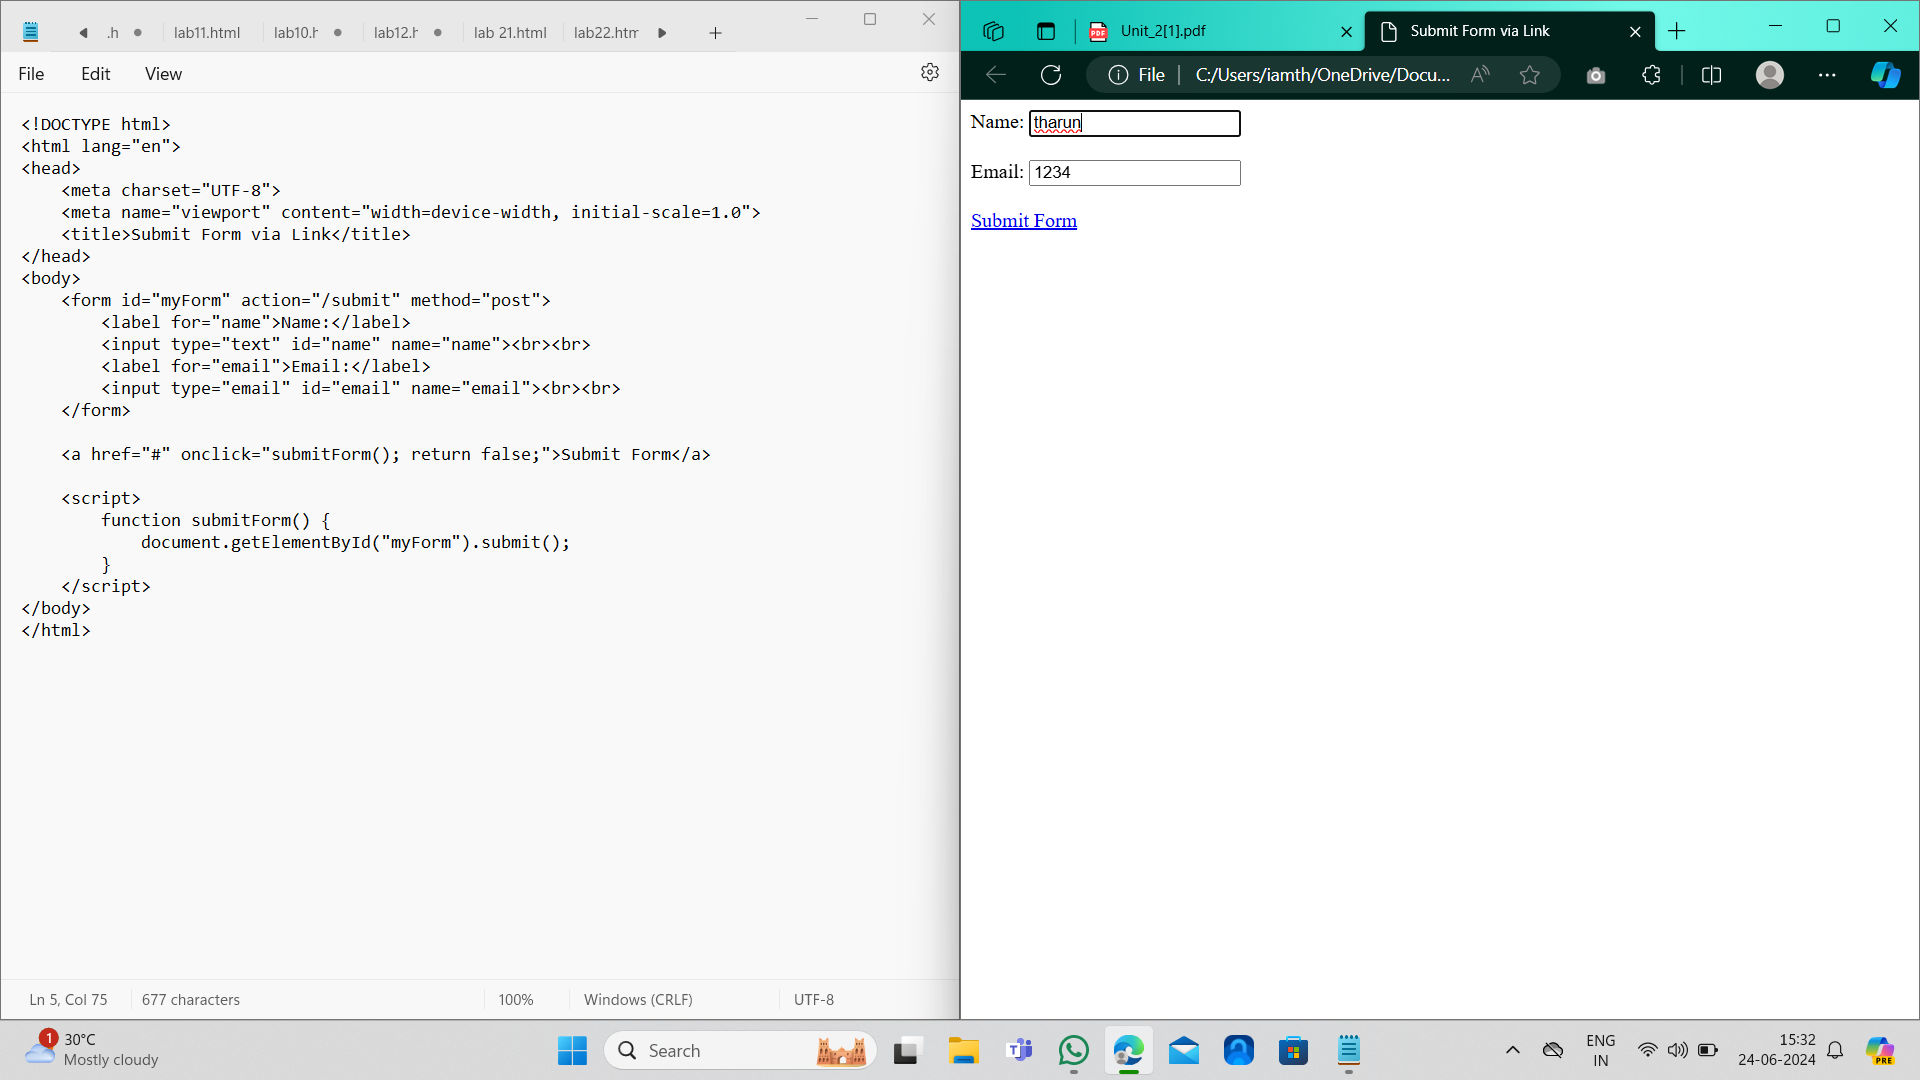 .h
lab11.html
lab10.h
lab12.h
lab 21.html
lab22.htm
File
Edit
View
<!DOCTYPE html>
<html lang="en">
<head>
    <meta charset="UTF-8">
    <meta name="viewport" content="width=device-width, initial-scale=1.0">
    <title>Submit Form via Link</title>
</head>
<body>
    <form id="myForm" action="/submit" method="post">
        <label for="name">Name:</label>
        <input type="text" id="name" name="name"><br><br>
        <label for="email">Email:</label>
        <input type="email" id="email" name="email"><br><br>
    </form>

    <a href="#" onclick="submitForm(); return false;">Submit Form</a>

    <script>
        function submitForm() {
            document.getElementById("myForm").submit();
        }
    </script>
</body>
</html>
Ln 5, Col 75
677 characters
100%
Windows (CRLF)
UTF-8
PDF
Unit_2[1].pdf
Submit Form via Link
File
C:/Users/iamth/OneDrive/Docu...
Name: tharun
Email: 1234
Submit Form
1
30°C
Mostly cloudy
Search
ENG
IN
15:32
24-06-2024
PRE